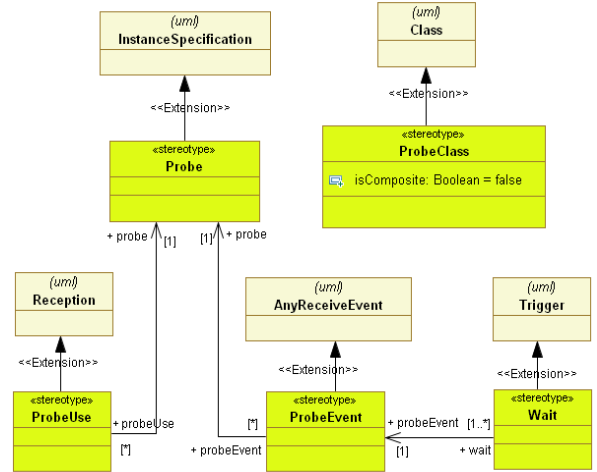 (uml)
InstanceSpecification
(uml)
Class
<<Extension>>
<<Extension>>
«stereotype»
Probe
«stereotype»
ProbeClass
isComposite: Boolean = false
+ probe
[1]
[1]
+ probe
(uml)
Reception
(uml)
AnyReceiveEvent
(uml)
Trigger
<<Extension>>
<<Extension>>
<<Extension>>
«stereotype»
ProbeUse
+ probeUse
[*]
[*]
+ probeEvent
«stereotype»
ProbeEvent
+ probeEvent
[1]
[1..*]
+ wait
«stereotype»
Wait